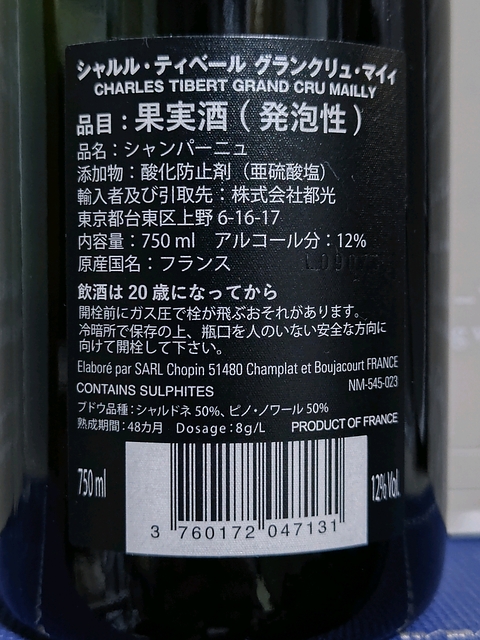 シャルル・ティベール グランクリュ・マイィ
CHARLES TIBERT GRAND CRU MAILLY
品目：果実酒（発泡性）
品名：シャンパーニュ
添加物：酸化防止剤（亜硫酸塩）
輸入者及び引取先：株式会社都光
東京都台東区上野 6-16-17
内容量：750 ml アルコール分：12%
原産国名：フランス
飲酒は 20 歳になってから
開栓前にガス圧で栓が飛ぶおそれがあります。
冷暗所で保存の上、瓶口を人のいない安全な方向に
向けて開栓して下さい。
Elaboré par SARL Chopin 51480 Champlat et Boujacourt FRANCE
CONTAINS SULPHITES NM-545-023
ブドウ品種：シャルドネ 50%、ピノ・ノワール 50%
熟成期間：48カ月 Dosage：8g/L PRODUCT OF FRANCE
750 ml 12% Vol.
3 760172 047131